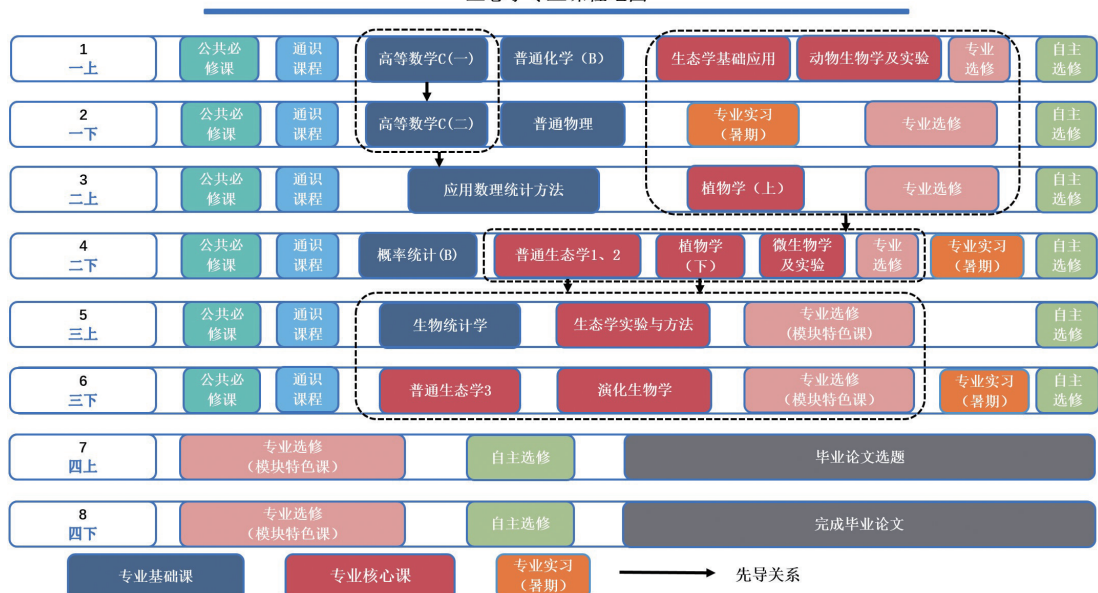 1
一上
公共必
修课
通识
课程
高等数学C(一)
普通化学（B）
生态学基础应用
动物生物学及实验
专业
选修
自主
选修
2
一下
公共必
修课
通识
课程
高等数学C(二)
普通物理
专业实习
（暑期）
专业选修
自主
选修
3
二上
公共必
修课
通识
课程
应用数理统计方法
植物学（上）
专业选修
自主
选修
4
二下
公共必
修课
通识
课程
概率统计(B)
普通生态学1、2
植物学
（下）
微生物学
及实验
专业
选修
专业实习
（暑期）
自主
选修
5
三上
公共必
修课
通识
课程
生物统计学
生态学实验与方法
专业选修
(模块特色课)
自主
选修
6
三下
公共必
修课
通识
课程
普通生态学3
演化生物学
专业选修
(模块特色课)
专业实习
（暑期）
自主
选修
7
四上
专业选修
（模块特色课）
自主选修
毕业论文选题
8
四下
专业选修
（模块特色课）
自主选修
完成毕业论文
专业基础课
专业核心课
专业实习
（暑期）
先导关系